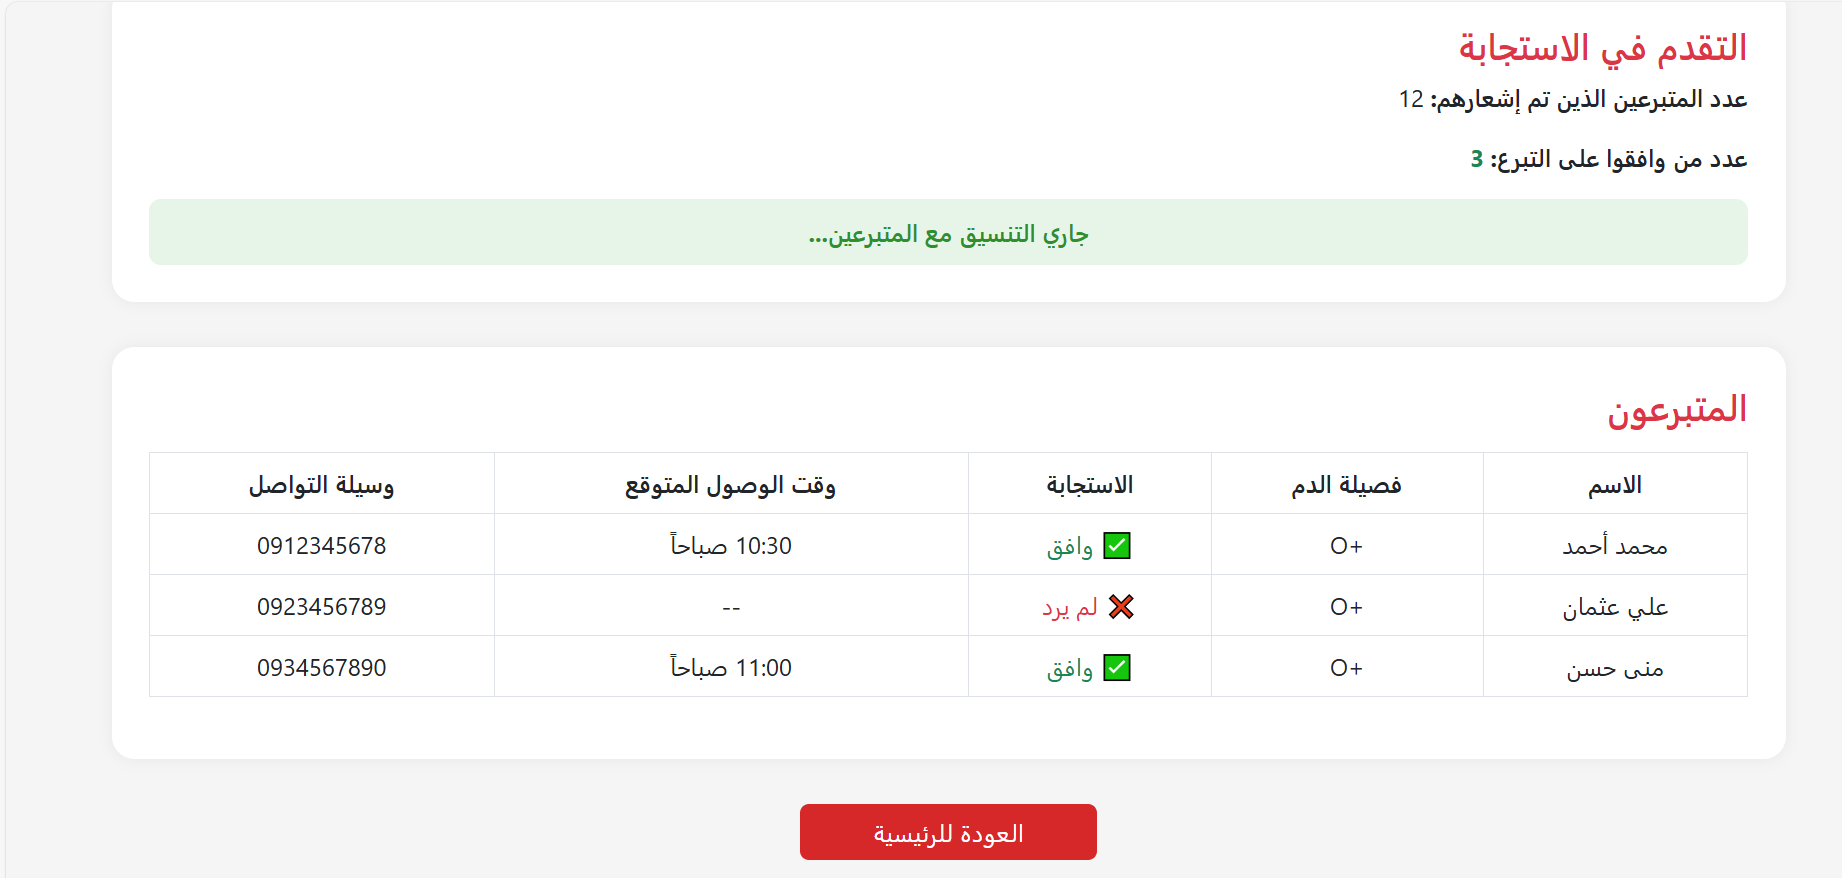 التقدم في الاستجابة
عدد المتبرعين الذين تم إشعارهم: 12
عدد من وافقوا على التبرع: 3
جاري التنسيق مع المتبرعين...
المتبرعون
الاسم فصيلة الدم الاستجابة وقت الوصول المتوقع وسيلة التواصل
محمد أحمد O+ ✅ وافق 10:30 صباحاً 0912345678
علي عثمان O+ ❌ لم يرد -- 0923456789
منى حسن O+ ✅ وافق 11:00 صباحاً 0934567890
العودة للرئيسية